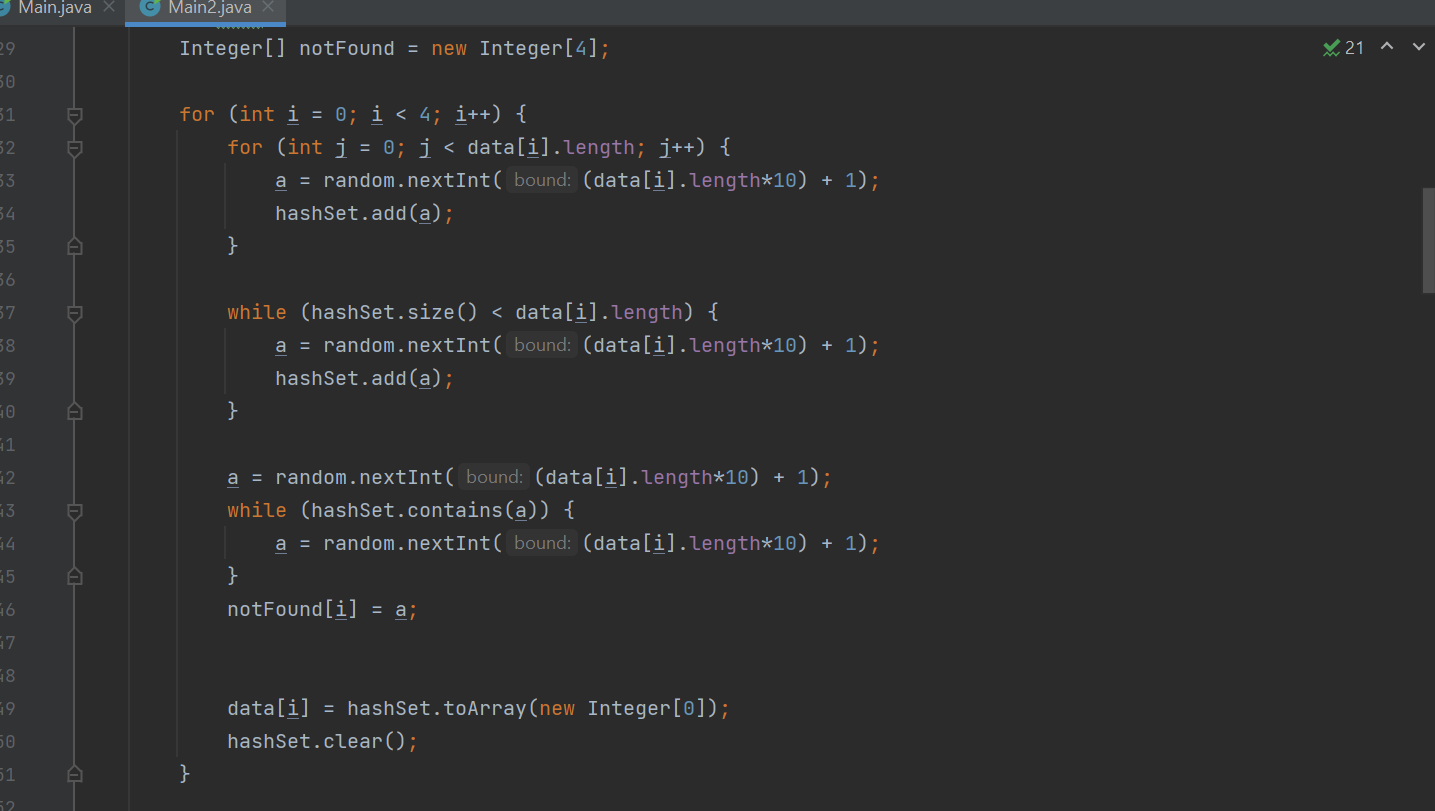 Main.java Main2.java
29 Integer[] notFound = new Integer[4]; 21
30
31 for (int i = 0; i < 4; i++) {
32 for (int j = 0; j < data[i].length; j++) {
33 a = random.nextInt( bound: (data[i].length*10) + 1);
34 hashSet.add(a);
35 }
36
37 while (hashSet.size() < data[i].length) {
38 a = random.nextInt( bound: (data[i].length*10) + 1);
39 hashSet.add(a);
40 }
41
42 a = random.nextInt( bound: (data[i].length*10) + 1);
43 while (hashSet.contains(a)) {
44 a = random.nextInt( bound: (data[i].length*10) + 1);
45 }
46 notFound[i] = a;
47
48
49 data[i] = hashSet.toArray(new Integer[0]);
50 hashSet.clear();
51 }
52